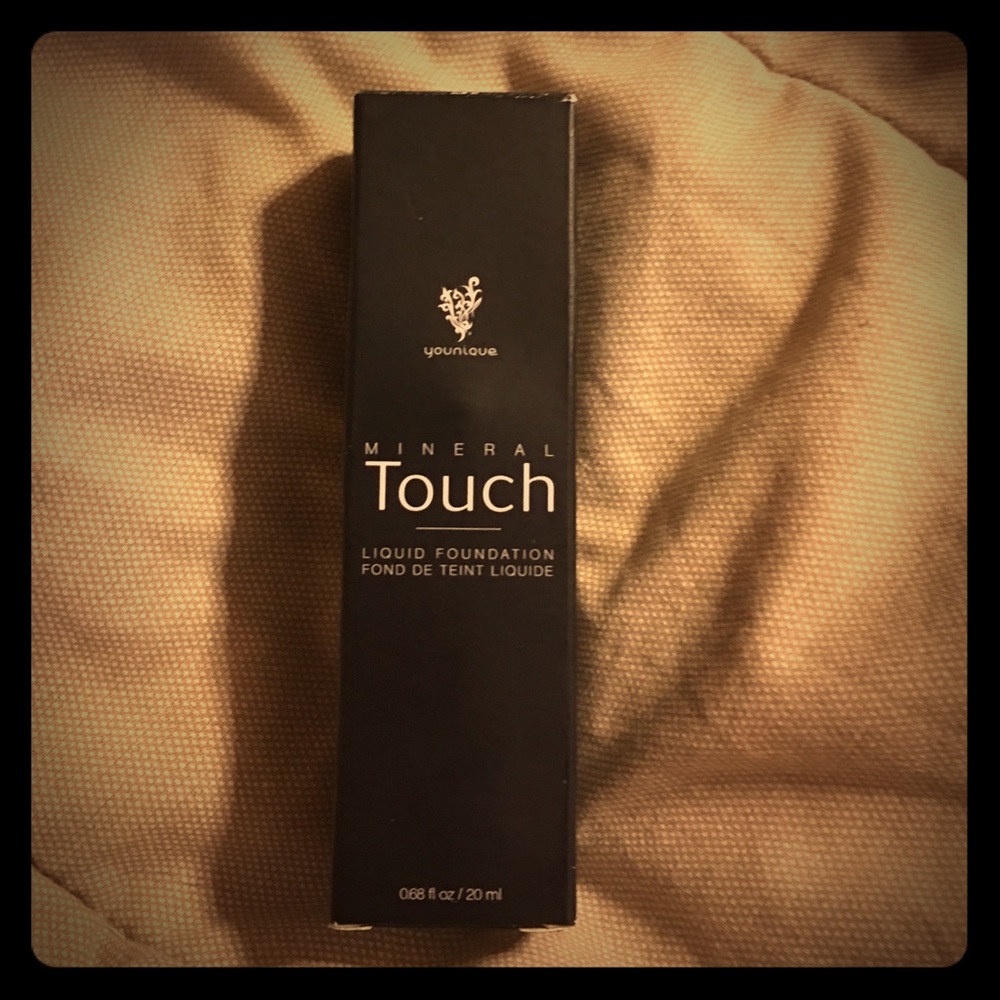 younique
MINERAL
Touch
LIQUID FOUNDATION
FOND DE TEINT LIQUIDE
0.68 fl oz / 20 ml